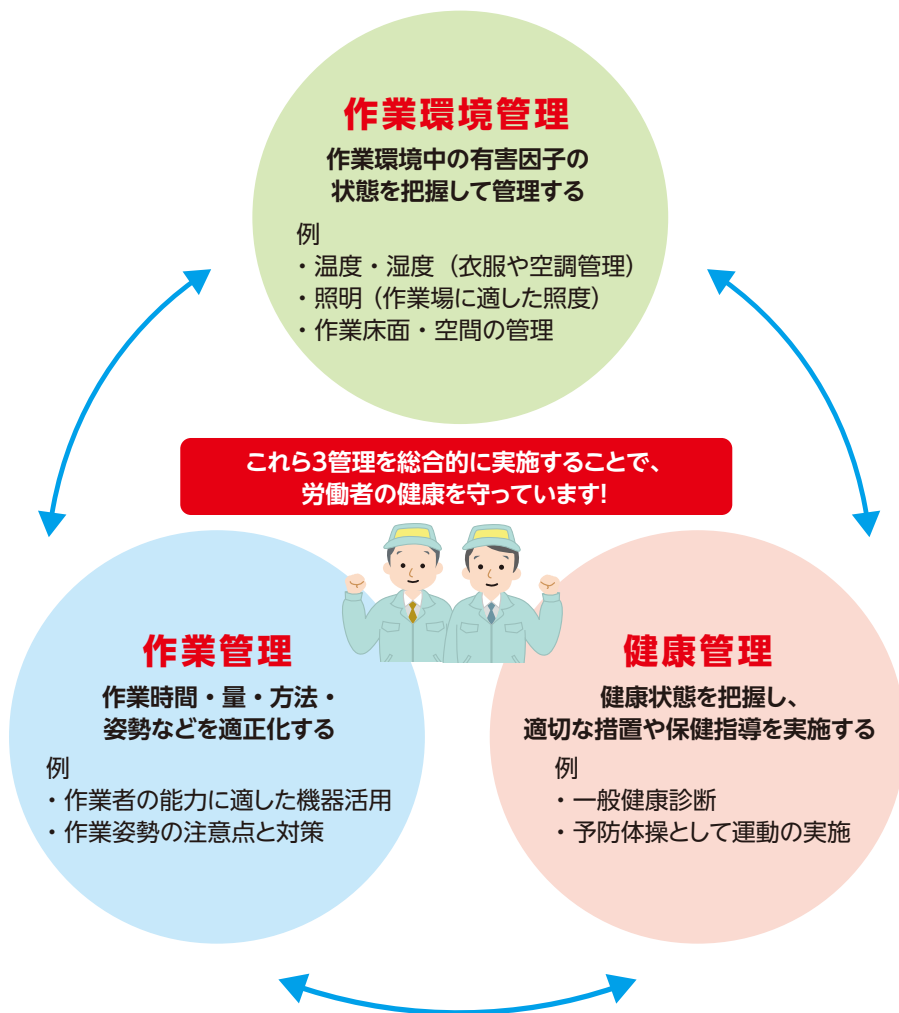 作業環境管理
作業環境中の有害因子の
状態を把握して管理する
例
・温度・湿度（衣服や空調管理）
・照明（作業場に適した照度）
・作業床面・空間の管理
これら3管理を総合的に実施することで、
労働者の健康を守っています!
作業管理
作業時間・量・方法・
姿勢などを適正化する
例
・作業者の能力に適した機器活用
・作業姿勢の注意点と対策
健康管理
健康状態を把握し、
適切な措置や保健指導を実施する
例
・一般健康診断
・予防体操として運動の実施